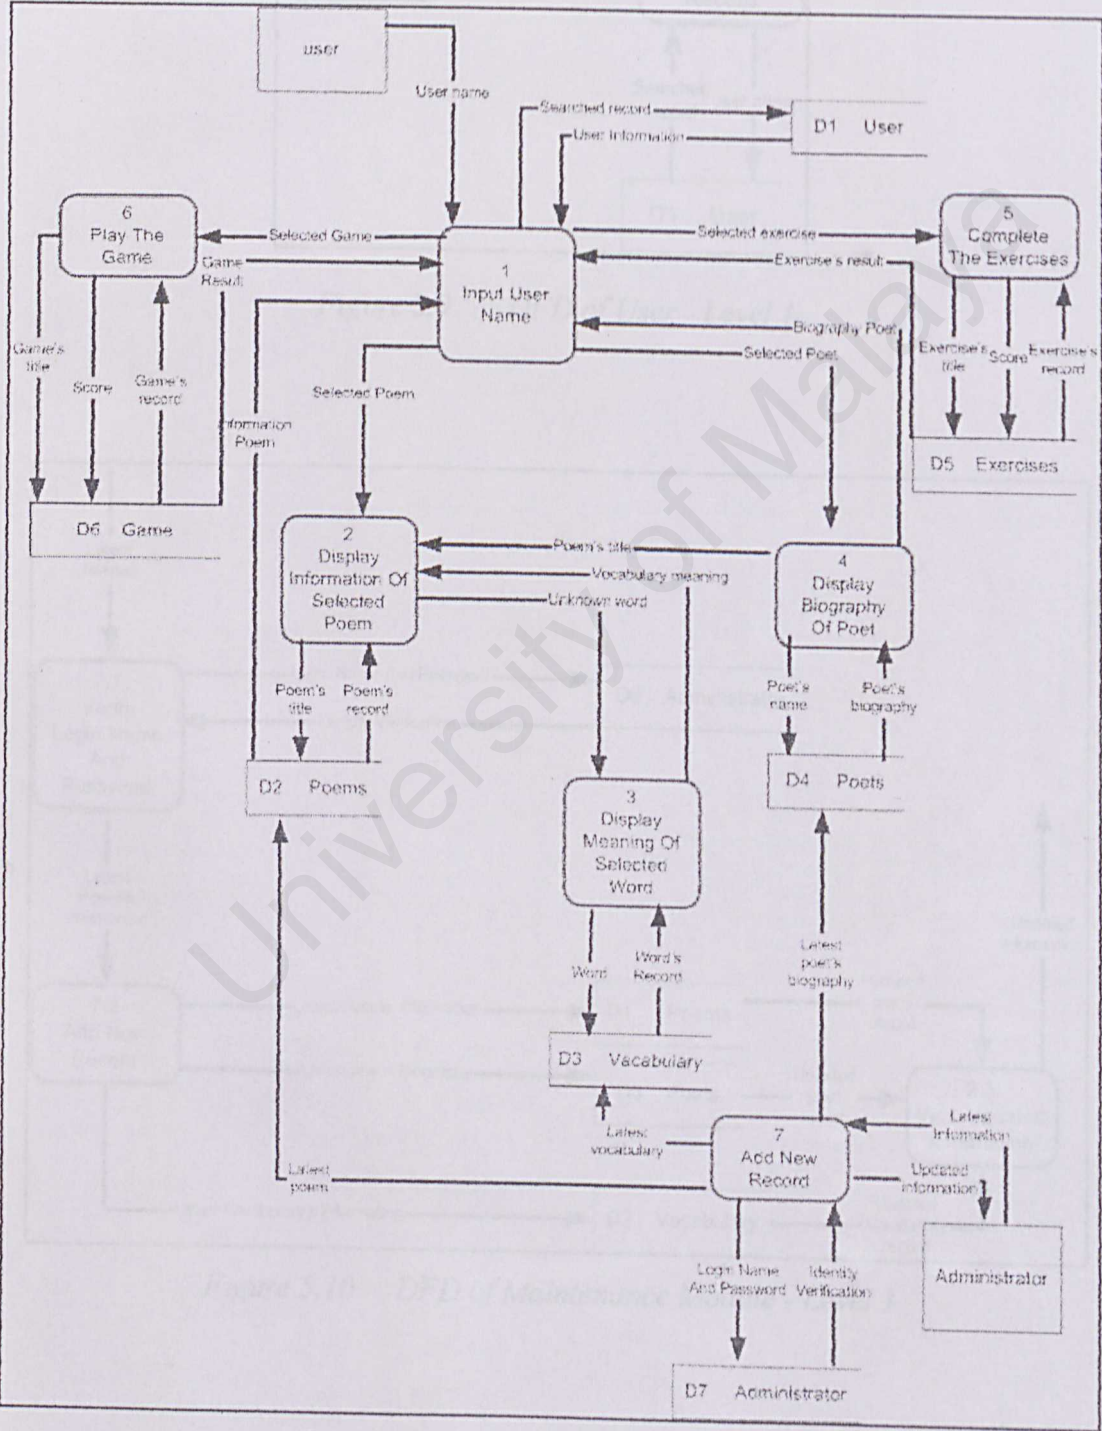 user
User name
Searched record
User Information
D1 User
6
Play The
Game
Selected Game
Game
Result
1
Input User
Name
Selected exercise
Exercise's result
5
Complete
The Exercises
Biography Poet
Selected Poet
Game's
title
Score
Game's
record
Information
Poem
Selected Poem
Exercise's
title
Score
Exercise's
record
D5 Exercises
D6 Game
2
Display
Information Of
Selected
Poem
Poem's title
Vocabulary meaning
Unknown word
4
Display
Biography
Of Poet
Poem's
title
Poem's
record
Poet's
name
Poet's
biography
D2 Poems
D4 Poets
3
Display
Meaning Of
Selected
Word
Word
Word's
Record
Latest
poet's
biography
D3 Vacabulary
Latest
vocabulary
7
Add New
Record
Latest
Information
Updated
information
Latest
poem
Login Name
And Password
Identity
Verification
Administrator
D7 Administrator
University of Malaya
Figure 5.10 DFD of Maintenance Module - Level 1